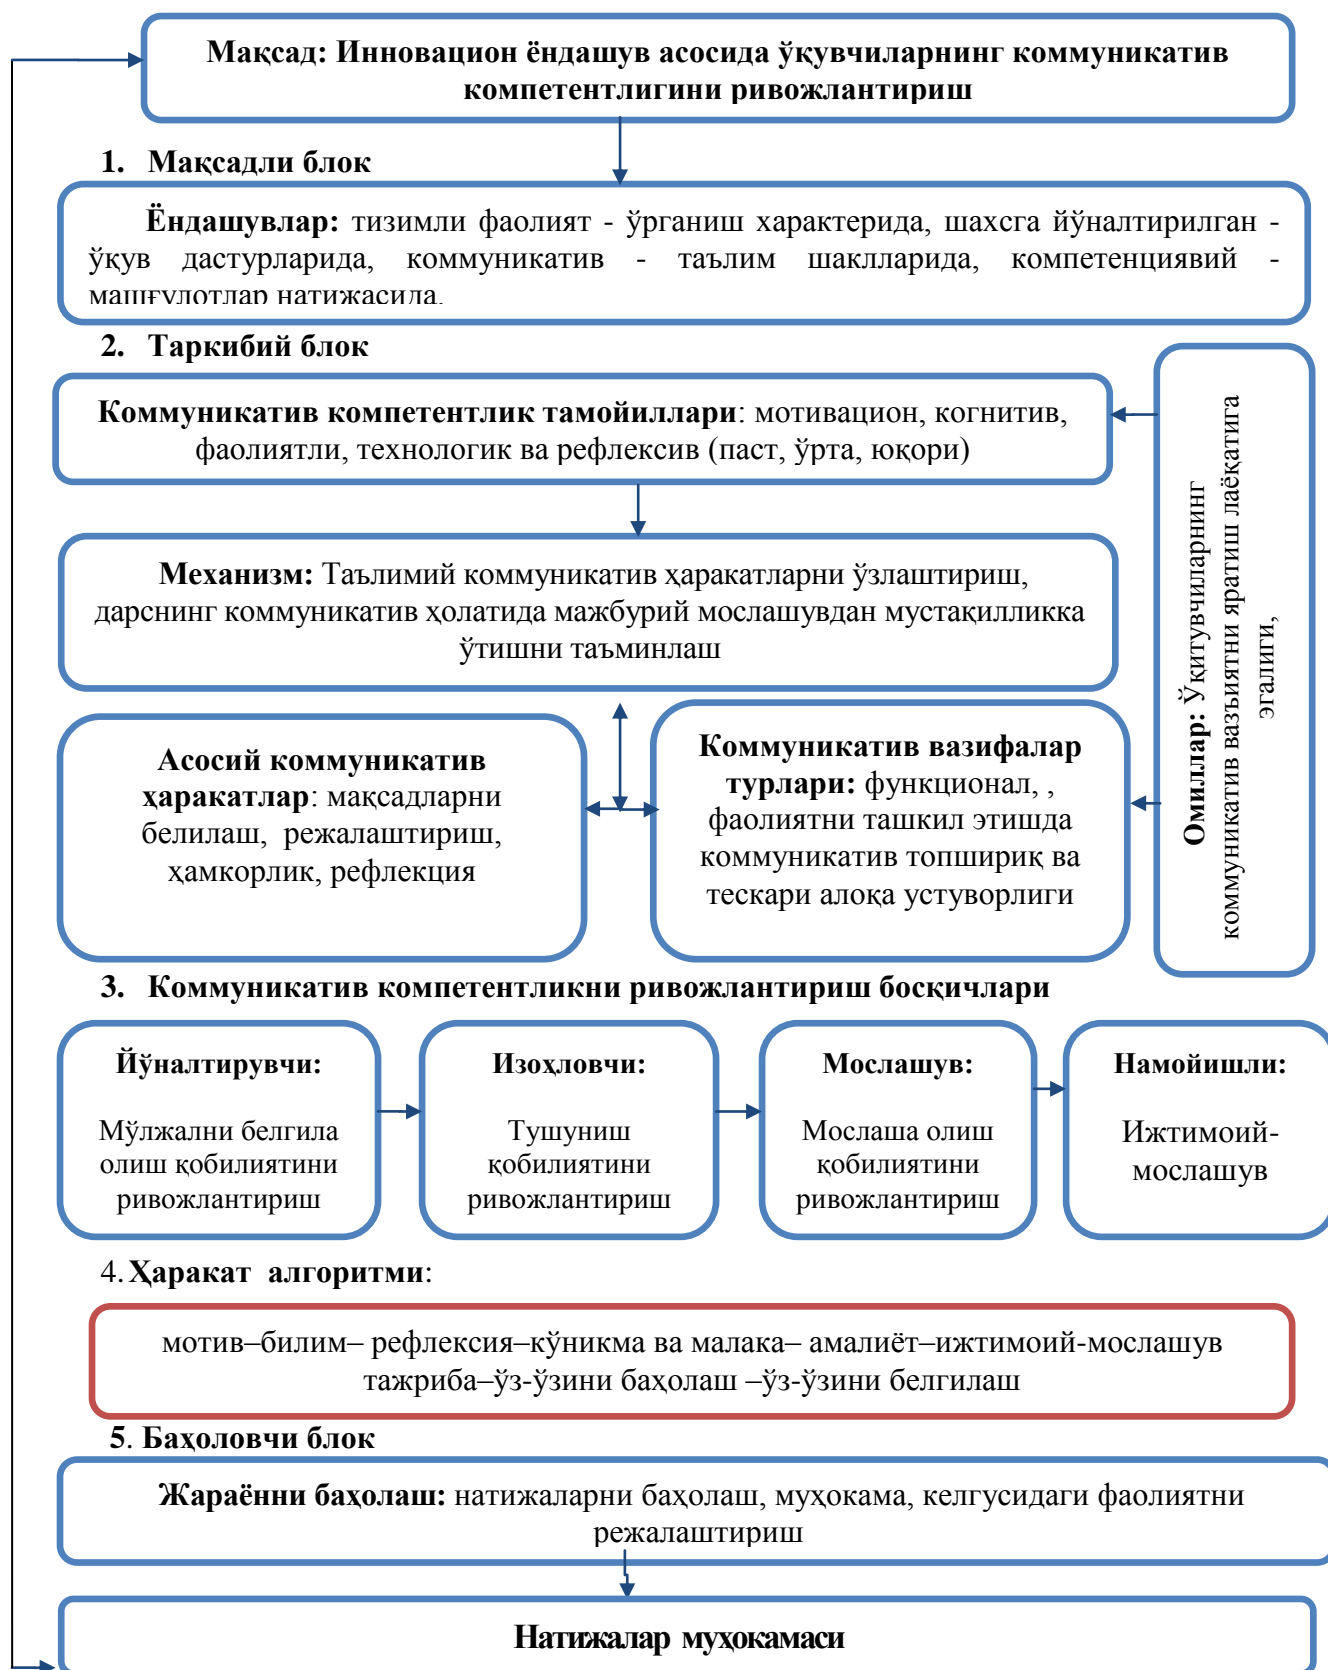 Мақсад: Инновацион ёндашув асосида ўқувчиларнинг коммуникатив
компетентлигини ривожлантириш
1. Мақсадли блок
Ёндашувлар: тизимли фаолият - ўрганиш характерида, шахсга йўналтирилган -
ўқув дастурларида, коммуникатив - таълим шаклларида, компетенциявий -
машғулотлар натижасида.
2. Таркибий блок
Коммуникатив компетентлик тамойиллари: мотивацион, когнитив,
фаолиятли, технологик ва рефлексив (паст, ўрта, юқори)
Механизм: Таълимий коммуникатив ҳаракатларни ўзлаштириш,
дарснинг коммуникатив ҳолатида мажбурий мослашувдан мустақилликка
ўтишни таъминлаш
Асосий коммуникатив
ҳаракатлар: мақсадларни
белилаш, режалаштириш,
ҳамкорлик, рефлекция
Коммуникатив вазифалар
турлари: функционал, ,
фаолиятни ташкил этишда
коммуникатив топшириқ ва
тескари алоқа устуворлиги
Омиллар: Ўқитувчиларнинг
коммуникатив вазъиятни яратиш лаёқатига
эгалиги,
3. Коммуникатив компетентликни ривожлантириш босқичлари
Йўналтирувчи:
Мўлжални белгила
олиш қобилиятини
ривожлантириш
Изоҳловчи:
Тушуниш
қобилиятини
ривожлантириш
Мослашув:
Мослаша олиш
қобилиятини
ривожлантириш
Намойишли:
Ижтимоий-
мослашув
4. Ҳаракат алгоритми:
мотив–билим– рефлексия–кўникма ва малака– амалиёт–ижтимоий-мослашув
тажриба–ўз-ўзини баҳолаш –ўз-ўзини белгилаш
5. Баҳоловчи блок
Жараённи баҳолаш: натижаларни баҳолаш, муҳокама, келгусидаги фаолиятни
режалаштириш
Натижалар муҳокамаси